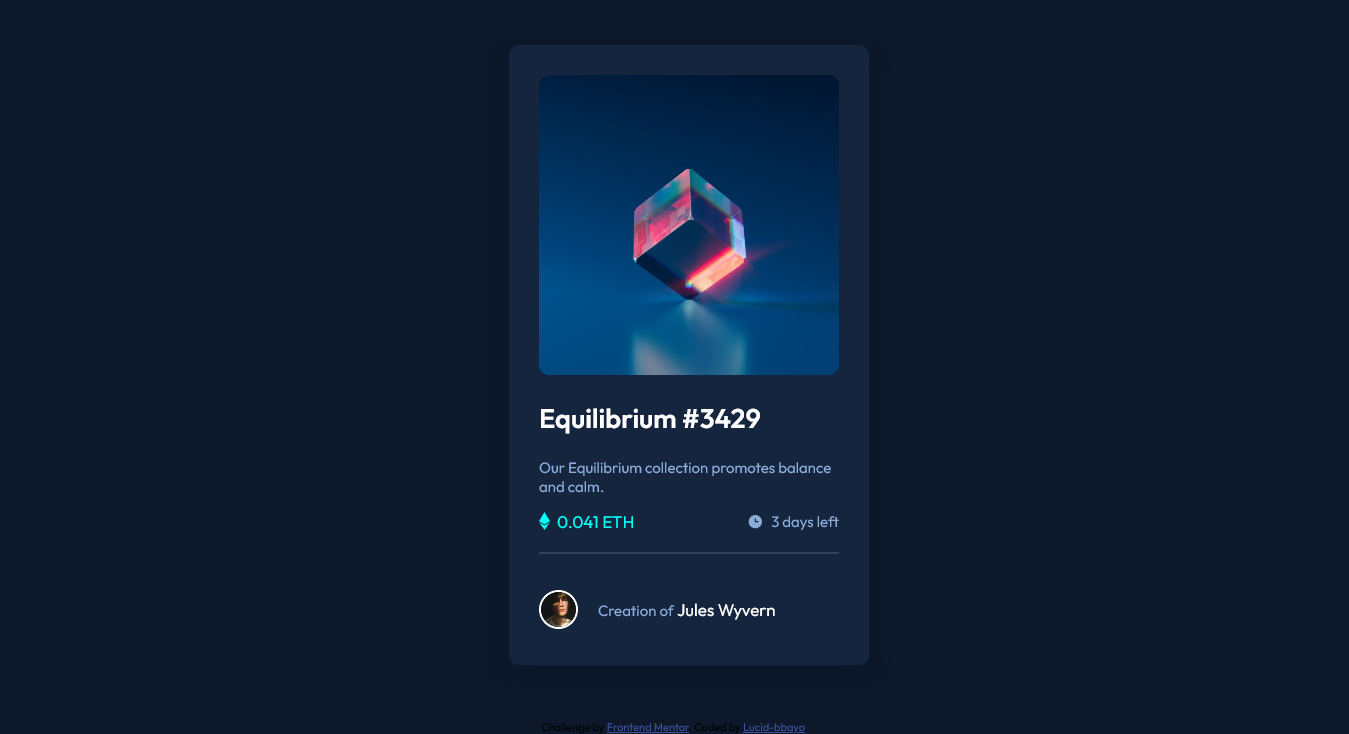 Equilibrium #3429
Our Equilibrium collection promotes balance
and calm.
0.041 ETH
3 days left
Creation of Jules Wyvern
Challenge by Frontend Mentor. Coded by Lucid-bbayo.